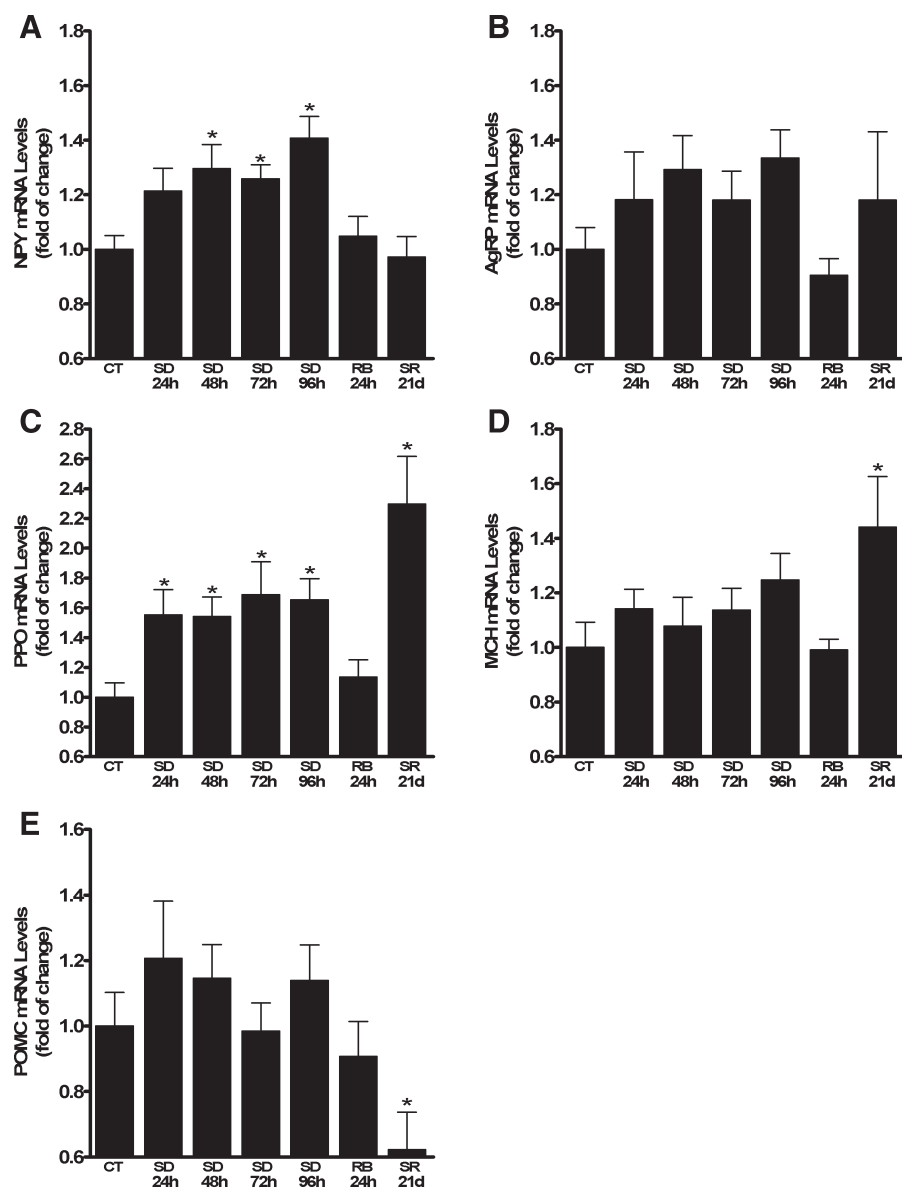 A
NPY mRNA Levels
(fold of change)
1.8
1.6
1.4
1.2
1.0
0.8
0.6
* * *
CT SD SD SD SD RB SR
24h 48h 72h 96h 24h 21d
B
AgRP mRNA Levels
(fold of change)
1.8
1.6
1.4
1.2
1.0
0.8
0.6
CT SD SD SD SD RB SR
24h 48h 72h 96h 24h 21d
C
PPO mRNA Levels
(fold of change)
2.8
2.6
2.4
2.2
2.0
1.8
1.6
1.4
1.2
1.0
0.8
0.6
* * * * *
CT SD SD SD SD RB SR
24h 48h 72h 96h 24h 21d
D
MCH mRNA Levels
(fold of change)
1.8
1.6
1.4
1.2
1.0
0.8
0.6
*
CT SD SD SD SD RB SR
24h 48h 72h 96h 24h 21d
E
POMC mRNA Levels
(fold of change)
1.6
1.4
1.2
1.0
0.8
0.6
*
CT SD SD SD SD RB SR
24h 48h 72h 96h 24h 21d